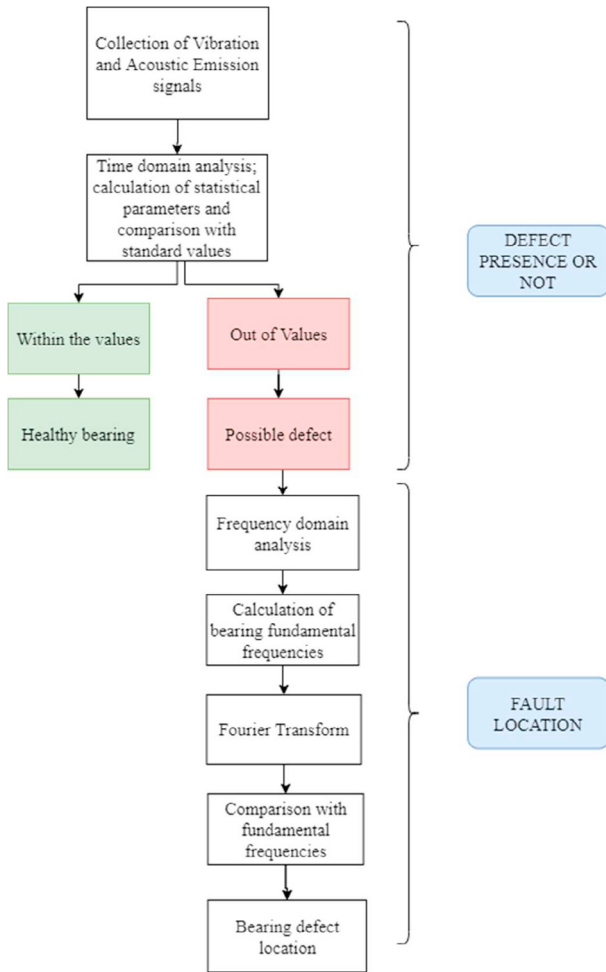 Collection of Vibration
and Acoustic Emission
signals
Time domain analysis;
calculation of statistical
parameters and
comparison with
standard values
DEFECT
PRESENCE OR
NOT
Within the values
Out of Values
Healthy bearing
Possible defect
Frequency domain
analysis
Calculation of
bearing fundamental
frequencies
Fourier Transform
FAULT
LOCATION
Comparison with
fundamental
frequencies
Bearing defect
location